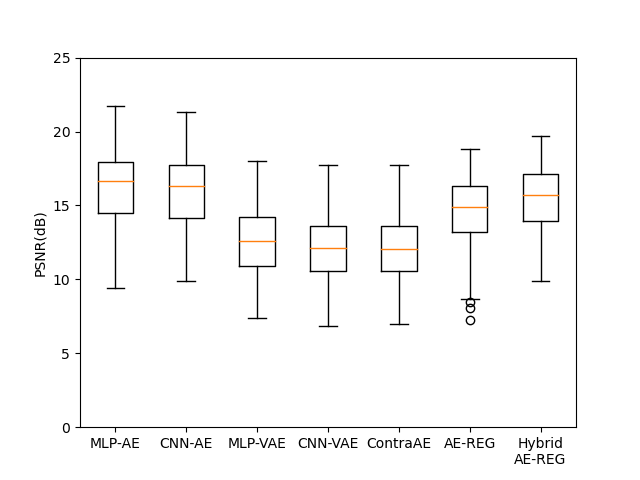 25
20
15
10
5
0
PSNR(dB)
MLP-AE
CNN-AE
MLP-VAE
CNN-VAE
ContraAE
AE-REG
Hybrid
AE-REG